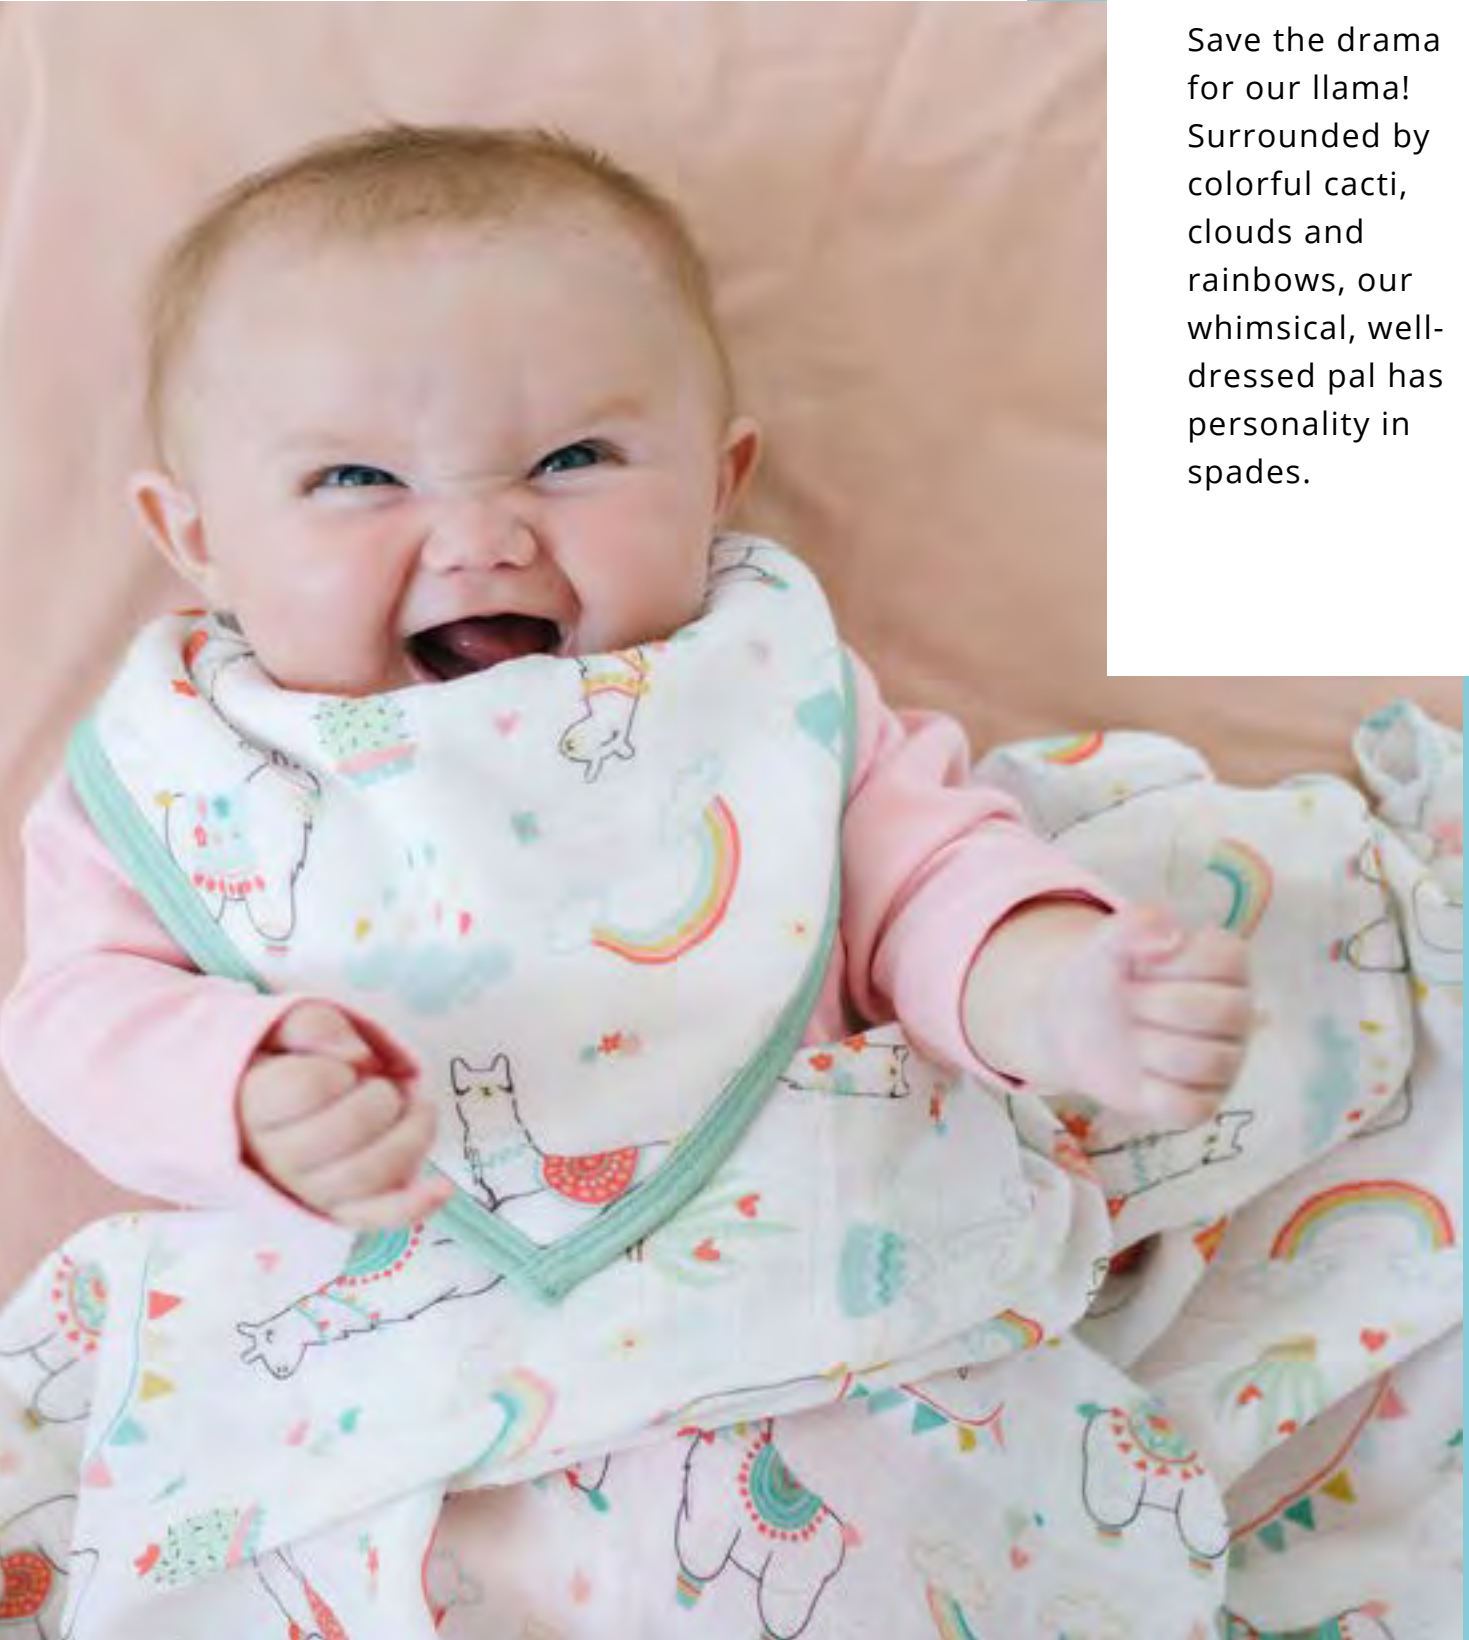 Save the drama
for our llama!
Surrounded by
colorful cacti,
clouds and
rainbows, our
whimsical, well-
dressed pal has
personality in
spades.